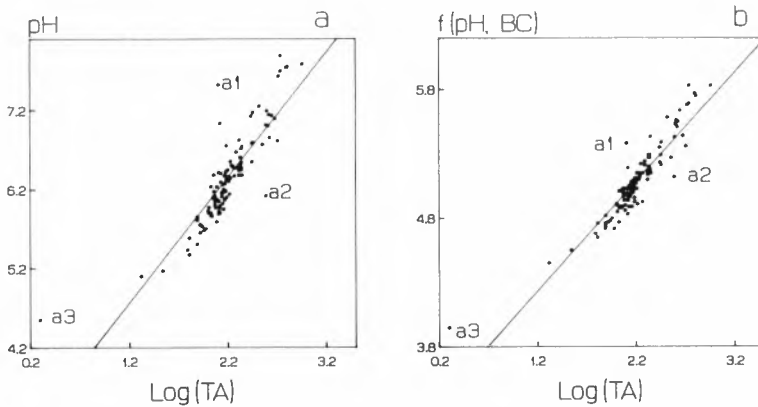 pH
a
a1
7.2
6.2
a2
5.2
a3
4.2
0.2
1.2
2.2
3.2
Log(TA)
f(pH, BC)
b
5.8
a1
a2
4.8
a3
3.8
0.2
1.2
2.2
3.2
Log(TA)